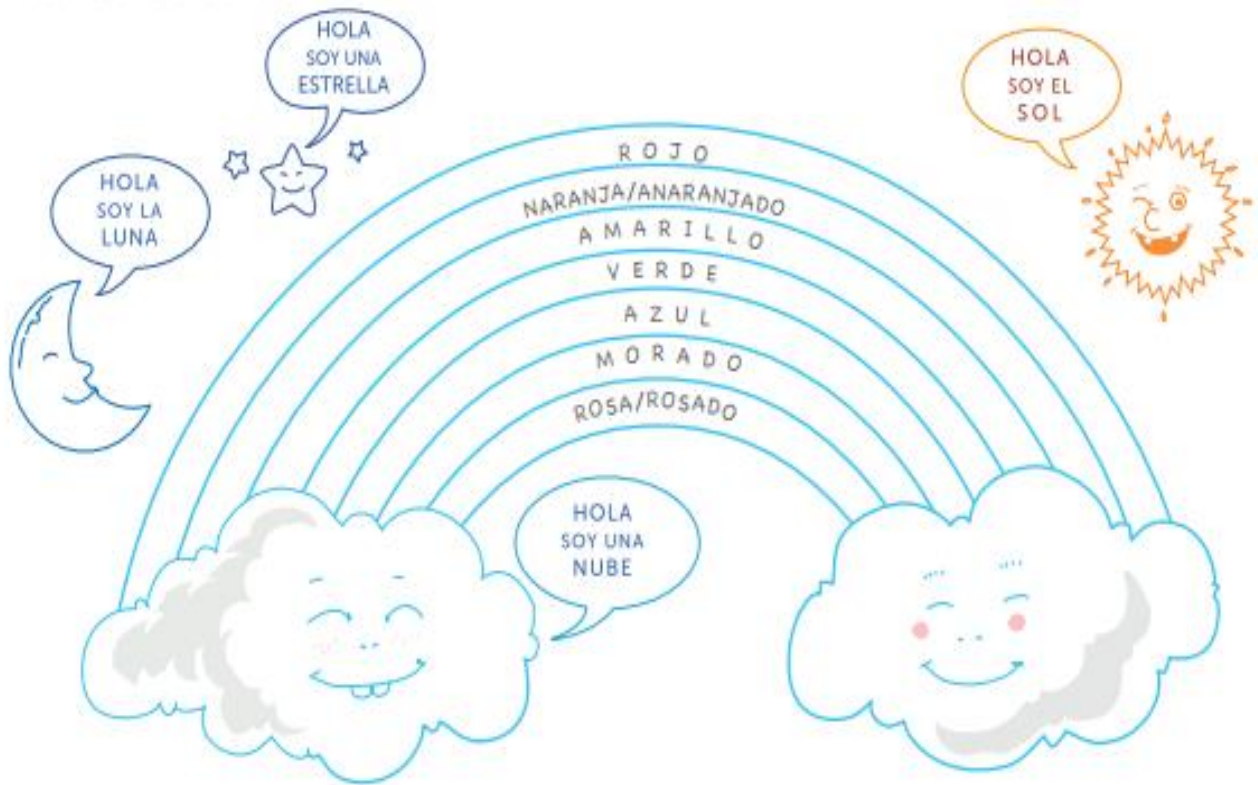 HOLA
SOY UNA
ESTRELLA
HOLA
SOY EL
SOL
HOLA
SOY LA
LUNA
ROJO
NARANJA/ANARANJADO
AMARILLO
VERDE
AZUL
MORADO
ROSA/ROSADO
HOLA
SOY UNA
NUBE